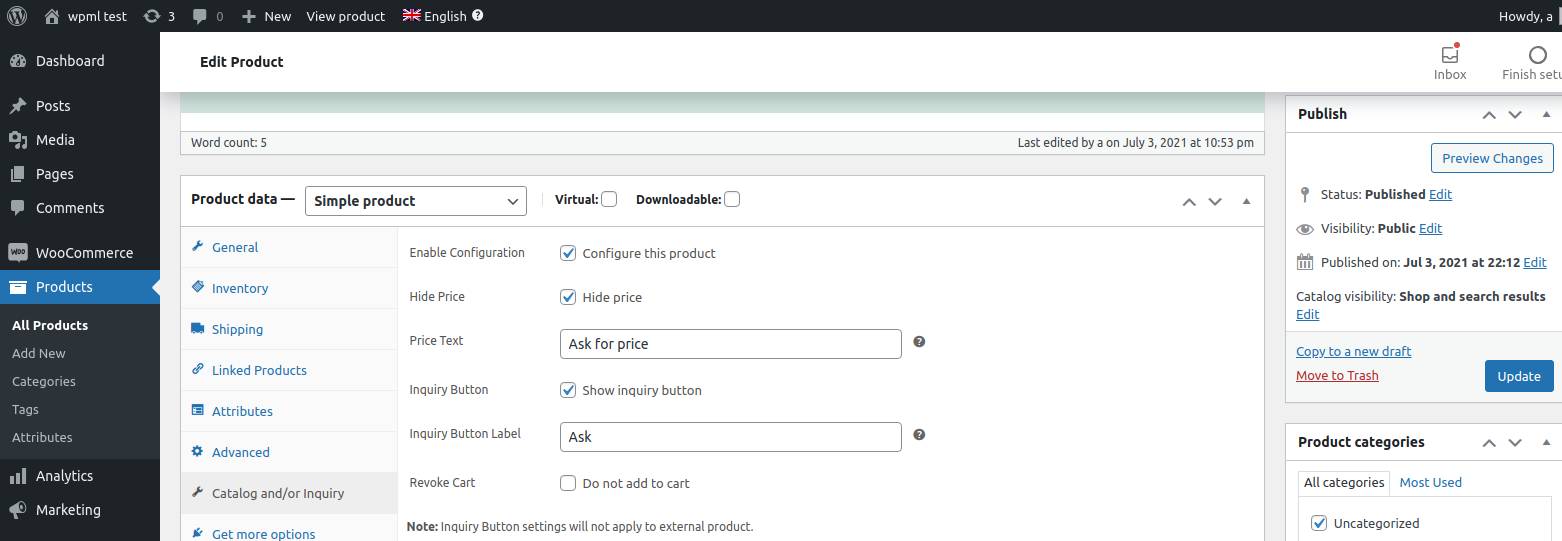 wpml test 3 0 New View product English Howdy, a
Dashboard
Posts
Media
Pages
Comments
WooCommerce
Products
All Products
Add New
Categories
Tags
Attributes
Analytics
Marketing
Edit Product
Inbox
Finish setu
Word count: 5
Last edited by a on July 3, 2021 at 10:53 pm
Product data — Simple product Virtual: Downloadable:
General
Inventory
Shipping
Linked Products
Attributes
Advanced
Catalog and/or Inquiry
Get more options
Enable Configuration Configure this product
Hide Price Hide price
Price Text Ask for price
Inquiry Button Show inquiry button
Inquiry Button Label Ask
Revoke Cart Do not add to cart
Note: Inquiry Button settings will not apply to external product.
Publish
Preview Changes
Status: Published Edit
Visibility: Public Edit
Published on: Jul 3, 2021 at 22:12 Edit
Catalog visibility: Shop and search results
Edit
Copy to a new draft
Move to Trash
Update
Product categories
All categories Most Used
Uncategorized